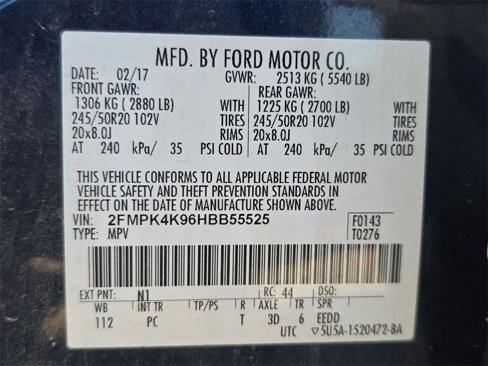 MFD. BY FORD MOTOR CO.
DATE: 02/17 GVWR: 2513 KG ( 5540 LB)
FRONT GAWR: REAR GAWR:
1306 KG ( 2880 LB) WITH 1225 KG ( 2700 LB) WITH
245/50R20 102V TIRES 245/50R20 102V TIRES
20x8.0J RIMS 20x8.0J RIMS
AT 240 kPa/ 35 PSI COLD AT 240 kPa/ 35 PSI COLD
THIS VEHICLE CONFORMS TO ALL APPLICABLE FEDERAL MOTOR
VEHICLE SAFETY AND THEFT PREVENTION STANDARDS IN
EFFECT ON THE DATE OF MANUFACTURE SHOWN ABOVE.
VIN: 2FMPK4K96HBB55525 F0143
TYPE: MPV T0276
EXT PNT: N1 RC: 44 DSO:
WB INT TR TP/PS R AXLE TR SPR
112 PC T 3D 6 EEDD
UTC ▽5U5A-1520472-BA